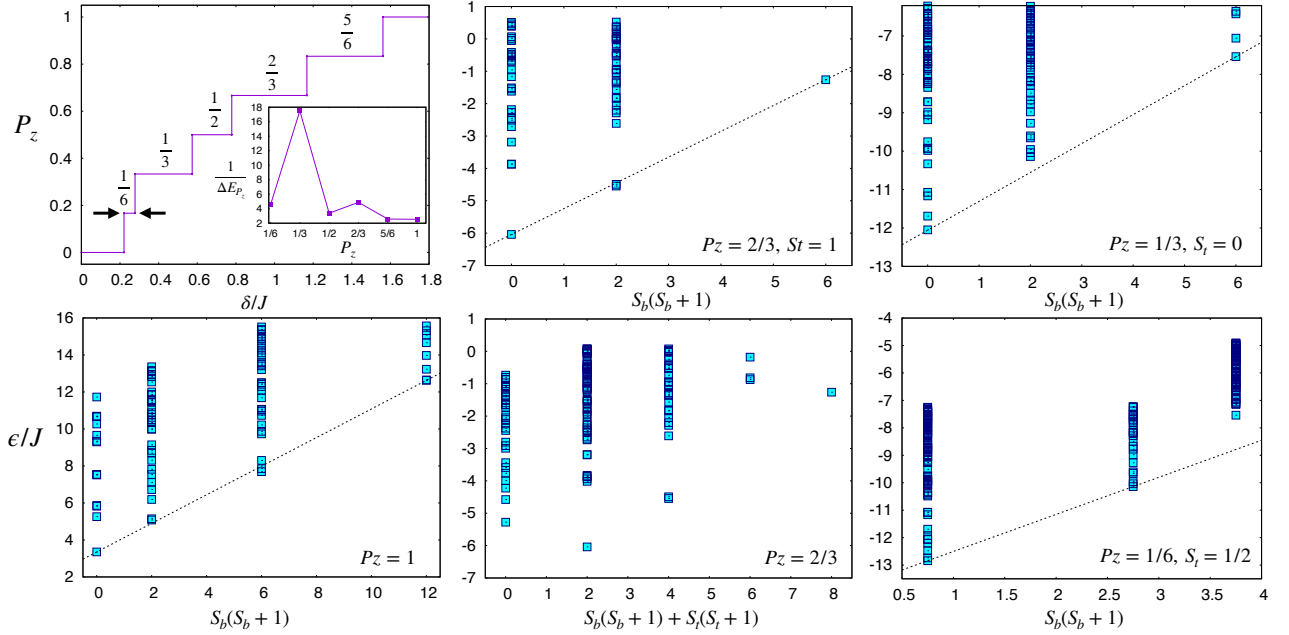 1
0.8
0.6
0.4
0.2
0
P_z
0 0.2 0.4 0.6 0.8 1 1.2 1.4 1.6 1.8
δ/J
1/6
1/3
1/2
2/3
5/6
18
16
14
12
10
8
6
4
2
1/ΔE_{P_z}
1/6 1/3 1/2 2/3 5/6 1
P_z
1
0
-1
-2
-3
-4
-5
-6
-7
0 1 2 3 4 5 6
Pz = 2/3, St = 1
S_b(S_b + 1)
-7
-8
-9
-10
-11
-12
-13
0 1 2 3 4 5 6
Pz = 1/3, S_t = 0
S_b(S_b + 1)
ϵ/J
16
14
12
10
8
6
4
2
0 2 4 6 8 10 12
Pz = 1
S_b(S_b + 1)
1
0
-1
-2
-3
-4
-5
-6
-7
0 1 2 3 4 5 6 7 8
Pz = 2/3
S_b(S_b + 1) + S_t(S_t + 1)
-4
-5
-6
-7
-8
-9
-10
-11
-12
-13
0.5 1 1.5 2 2.5 3 3.5 4
Pz = 1/6, S_t = 1/2
S_b(S_b + 1)